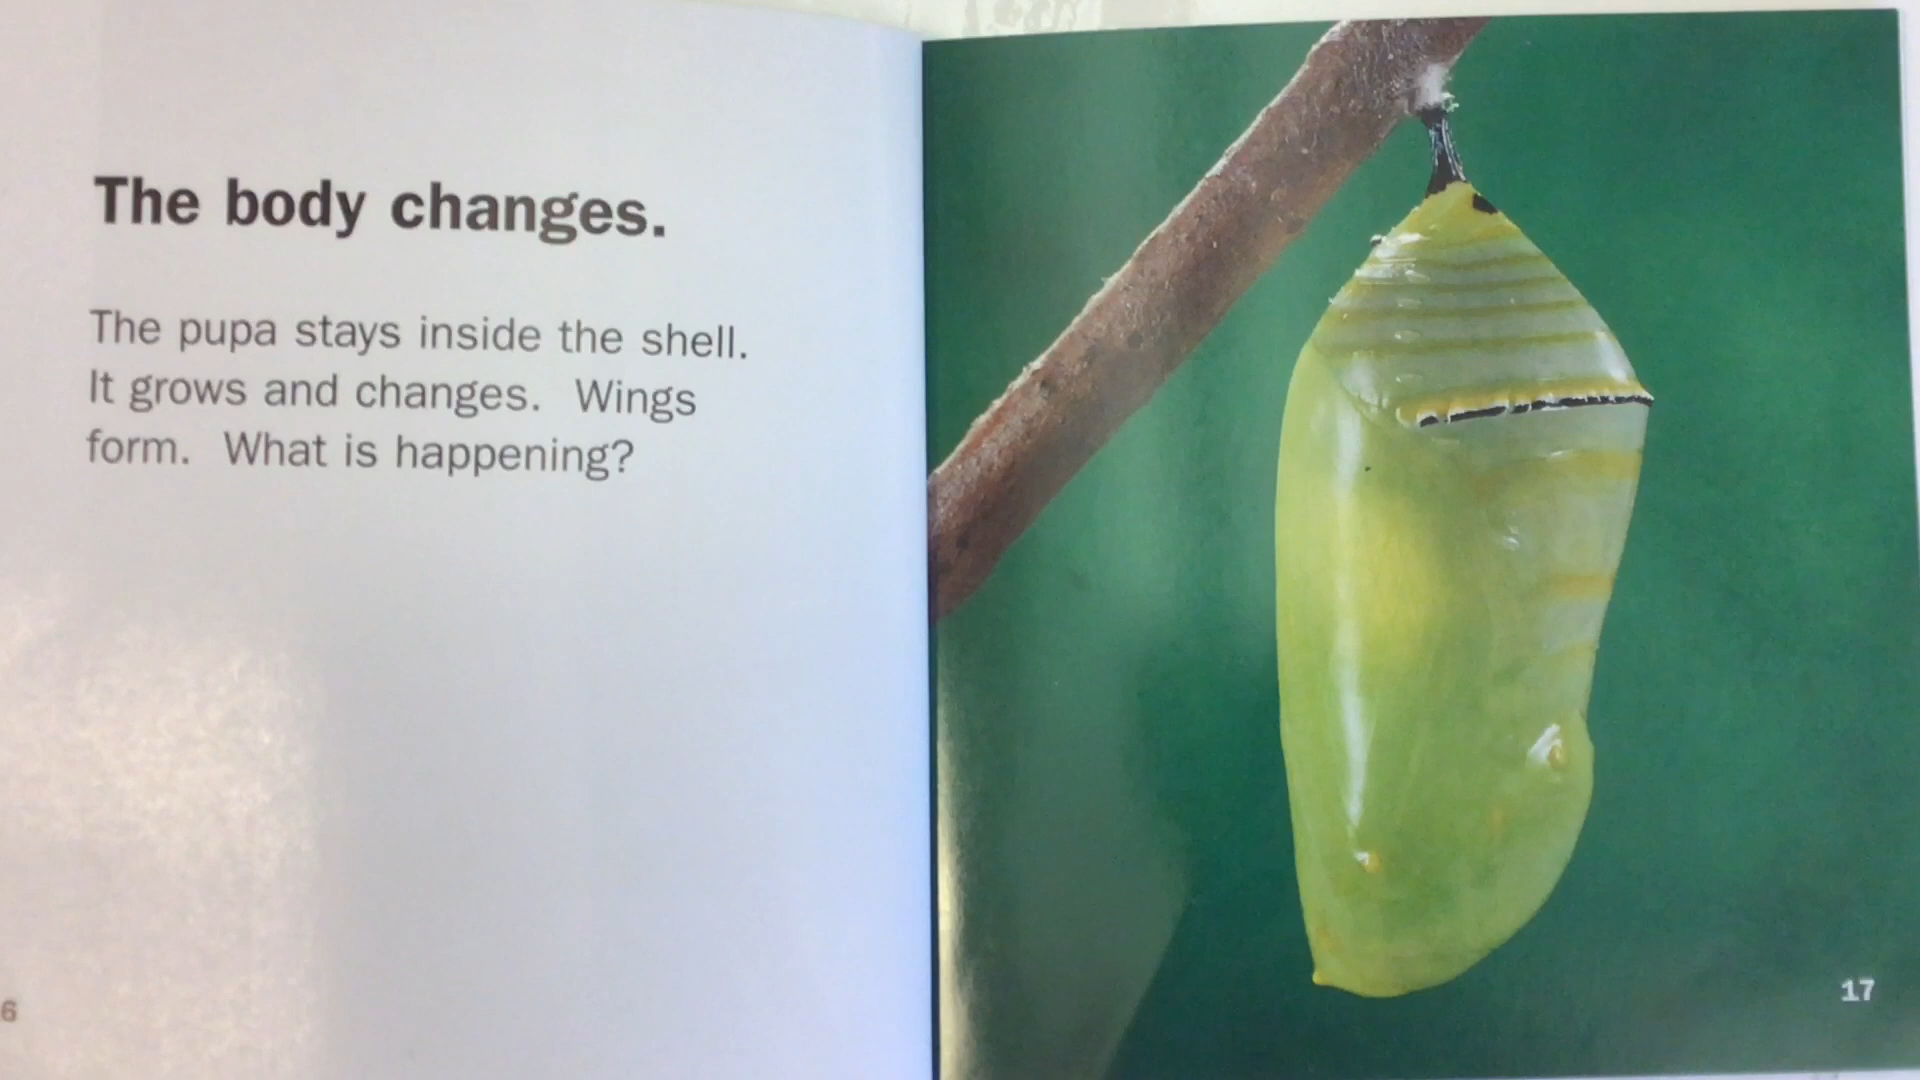 The body changes.
The pupa stays inside the shell.
It grows and changes. Wings
form. What is happening?
6
17